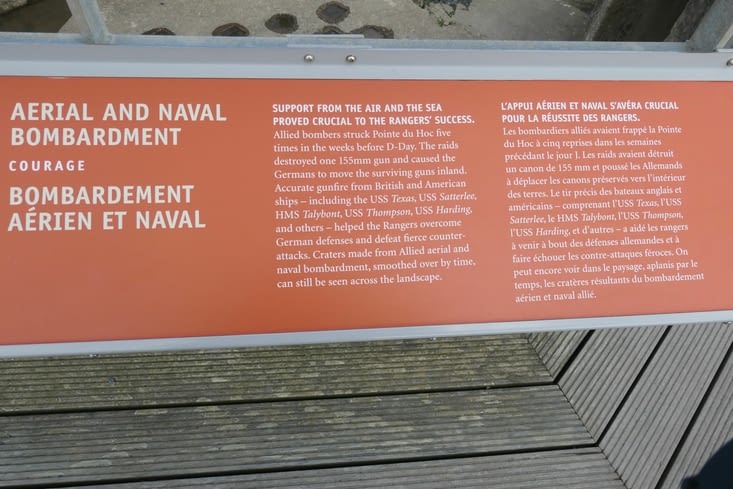 AERIAL AND NAVAL
BOMBARDMENT
COURAGE
BOMBARDEMENT
AÉRIEN ET NAVAL
SUPPORT FROM THE AIR AND THE SEA
PROVED CRUCIAL TO THE RANGERS' SUCCESS.
Allied bombers struck Pointe du Hoc five
times in the weeks before D-Day. The raids
destroyed one 155mm gun and caused the
Germans to move the surviving guns inland.
Accurate gunfire from British and American
ships – including the USS Texas, USS Satterlee,
HMS Talybont, USS Thompson, USS Harding,
and others – helped the Rangers overcome
German defenses and defeat fierce counter-
attacks. Craters made from Allied aerial and
naval bombardment, smoothed over by time,
can still be seen across the landscape.
L'APPUI AÉRIEN ET NAVAL S'AVÉRA CRUCIAL
POUR LA RÉUSSITE DES RANGERS.
Les bombardiers alliés avaient frappé la Pointe
du Hoc à cinq reprises dans les semaines
précédant le jour J. Les raids avaient détruit
un canon de 155 mm et poussé les Allemands
à déplacer les canons préservés vers l'intérieur
des terres. Le tir précis des bateaux anglais et
américains – comprenant l'USS Texas, l'USS
Satterlee, le HMS Talybont, l'USS Thompson,
l'USS Harding, et d'autres – a aidé les rangers
à venir à bout des défenses allemandes et à
faire échouer les contre-attaques féroces. On
peut encore voir dans le paysage, aplanis par le
temps, les cratères résultants du bombardement
aérien et naval allié.